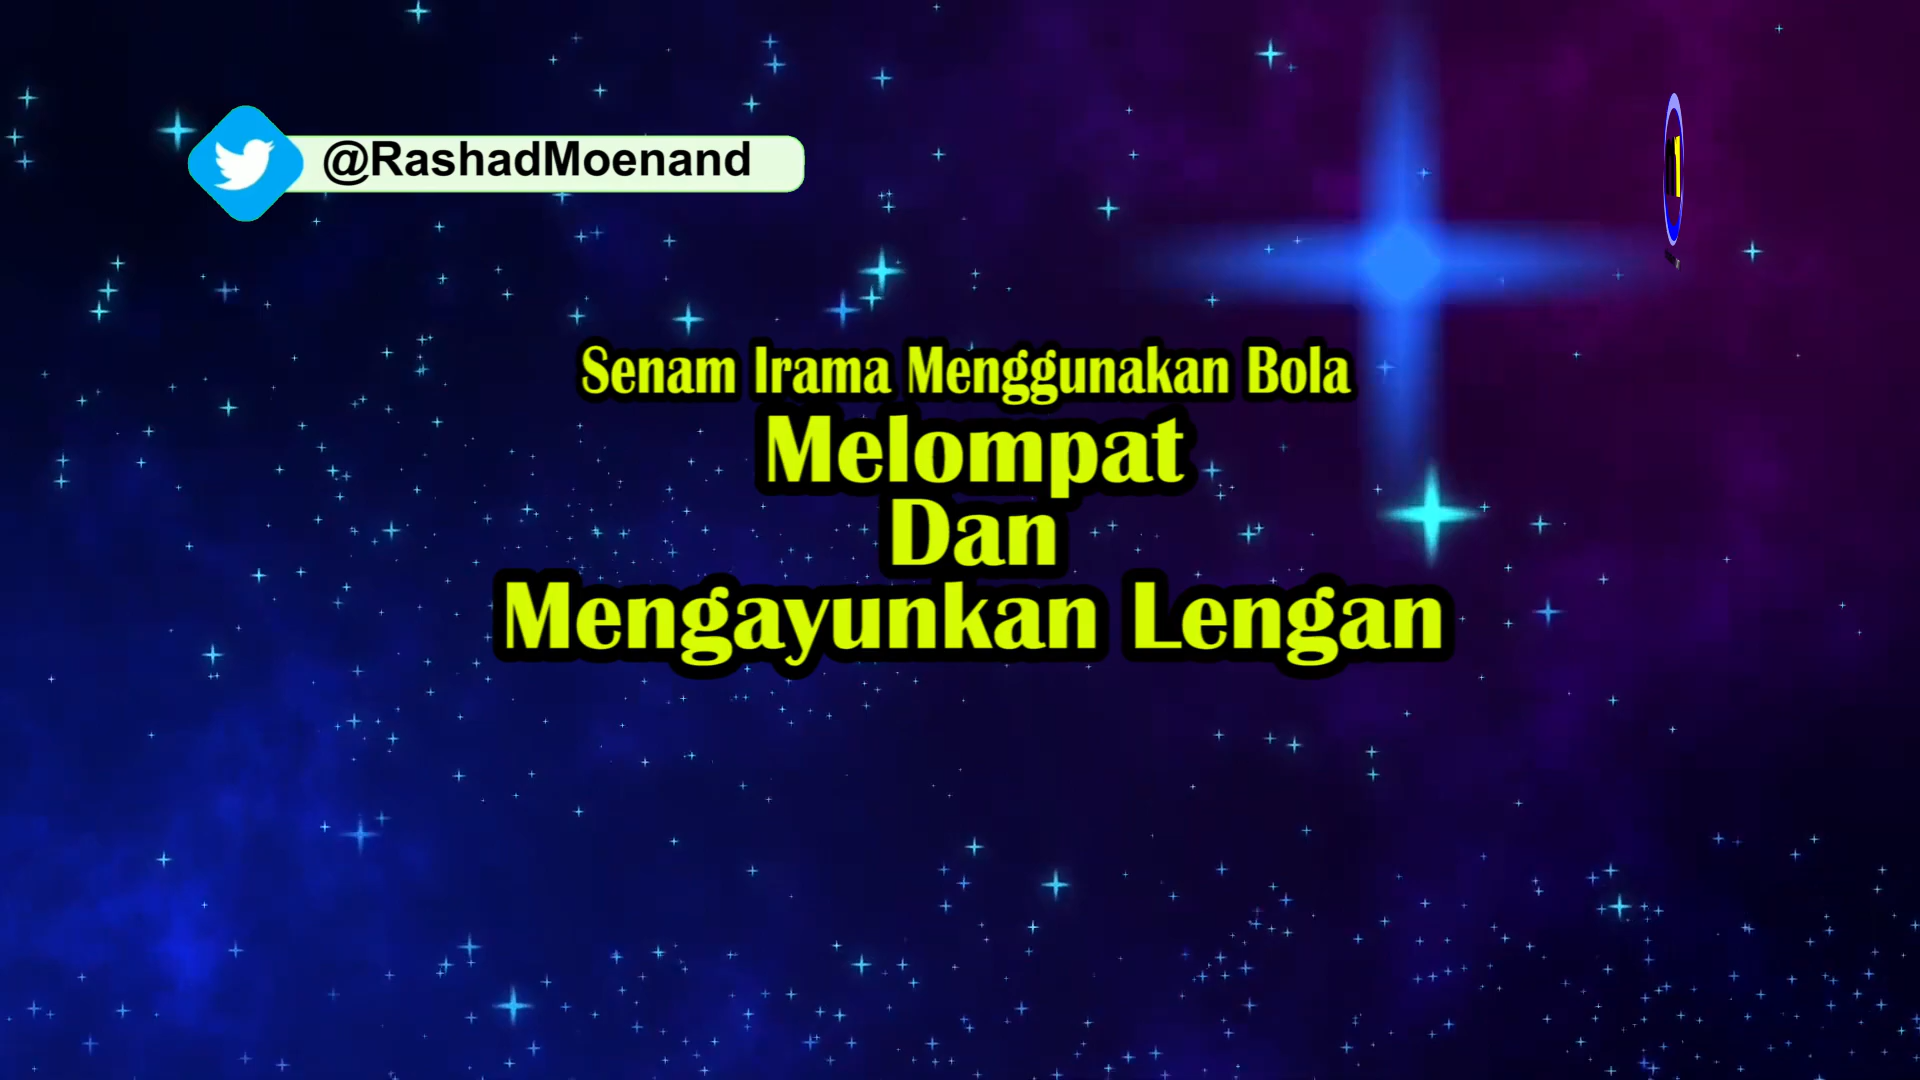 @RashadMoenand
Senam Irama Menggunakan Bola
Melompat
Dan
Mengayunkan Lengan